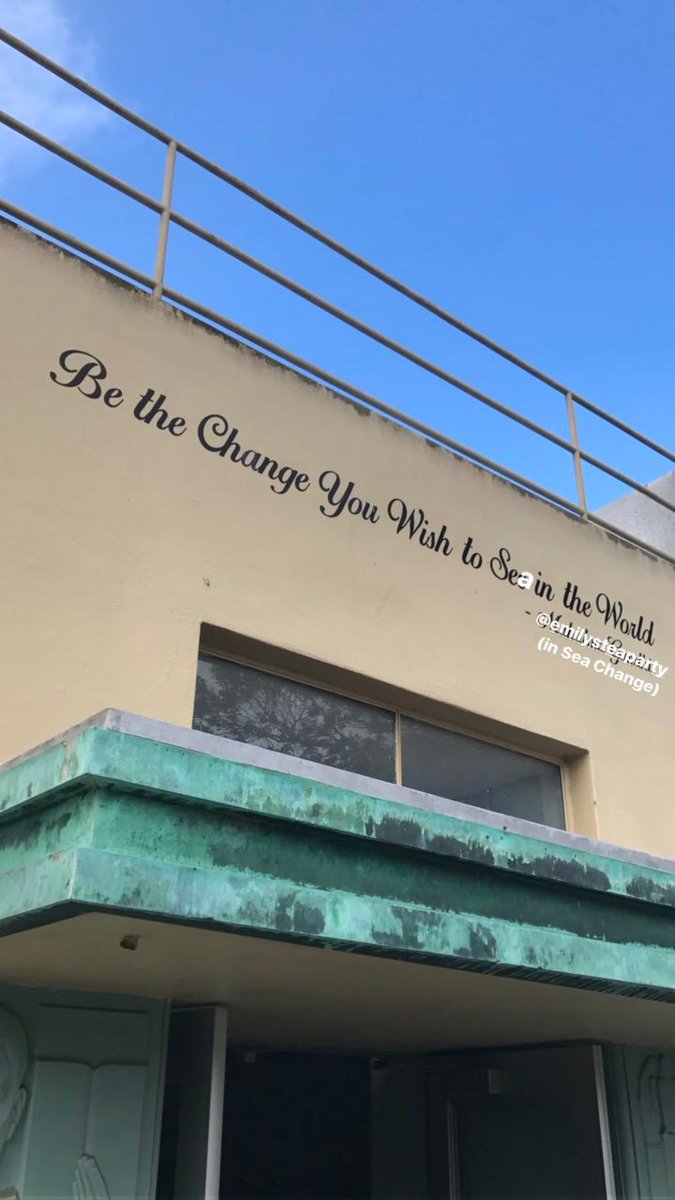 Be the Change You Wish to Sea in the World
@emilysteaparty
(in Sea Change)